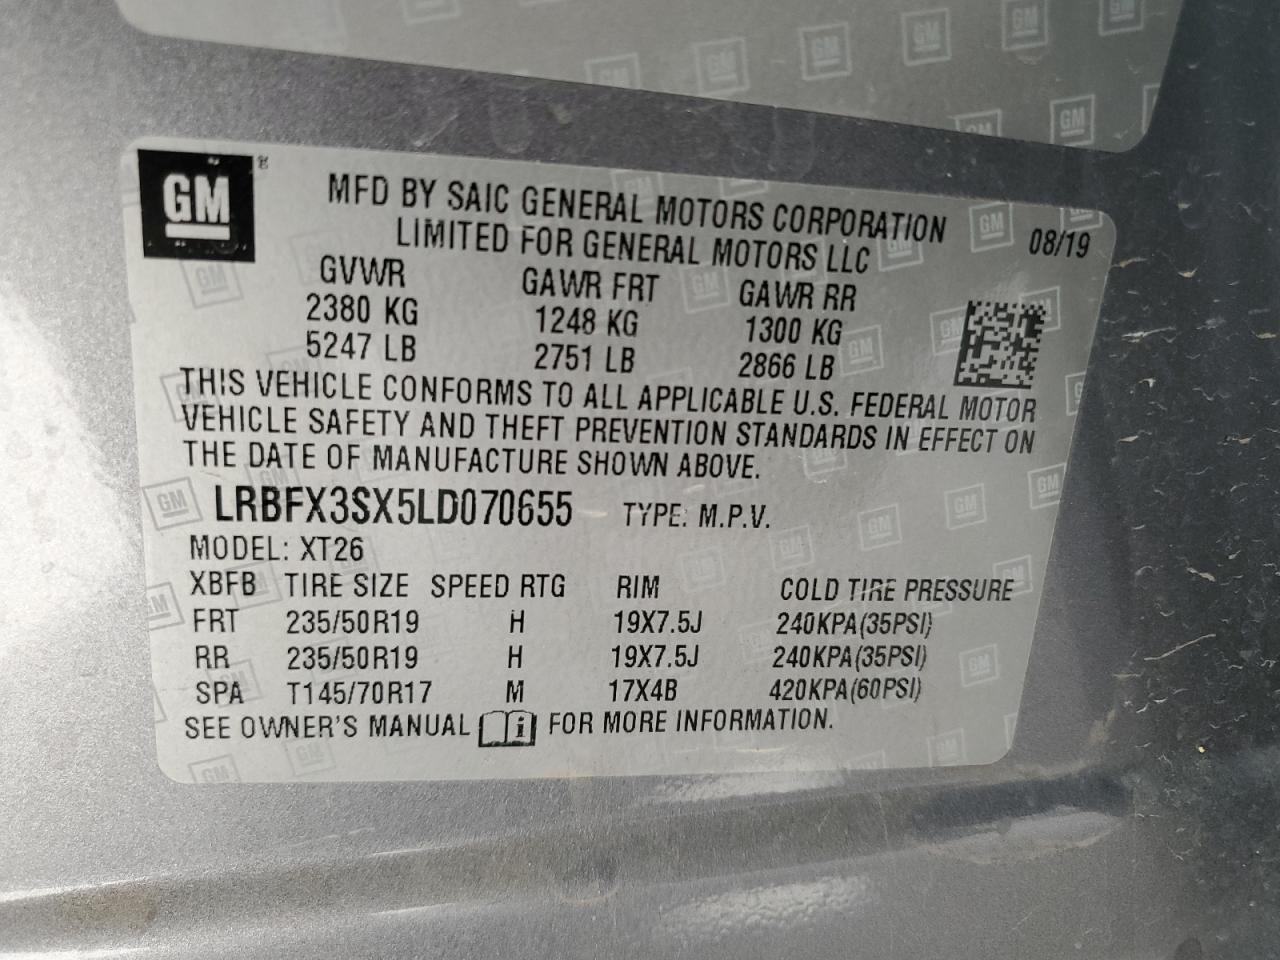 GM®
MFD BY SAIC GENERAL MOTORS CORPORATION
LIMITED FOR GENERAL MOTORS LLC
08/19
GVWR GAWR FRT GAWR RR
2380 KG 1248 KG 1300 KG
5247 LB 2751 LB 2866 LB
THIS VEHICLE CONFORMS TO ALL APPLICABLE U.S. FEDERAL MOTOR
VEHICLE SAFETY AND THEFT PREVENTION STANDARDS IN EFFECT ON
THE DATE OF MANUFACTURE SHOWN ABOVE.
LRBFX3SX5LD070655 TYPE: M.P.V.
MODEL: XT26
XBFB TIRE SIZE SPEED RTG RIM COLD TIRE PRESSURE
FRT 235/50R19 H 19X7.5J 240KPA(35PSI)
RR 235/50R19 H 19X7.5J 240KPA(35PSI)
SPA T145/70R17 M 17X4B 420KPA(60PSI)
SEE OWNER'S MANUAL i FOR MORE INFORMATION.